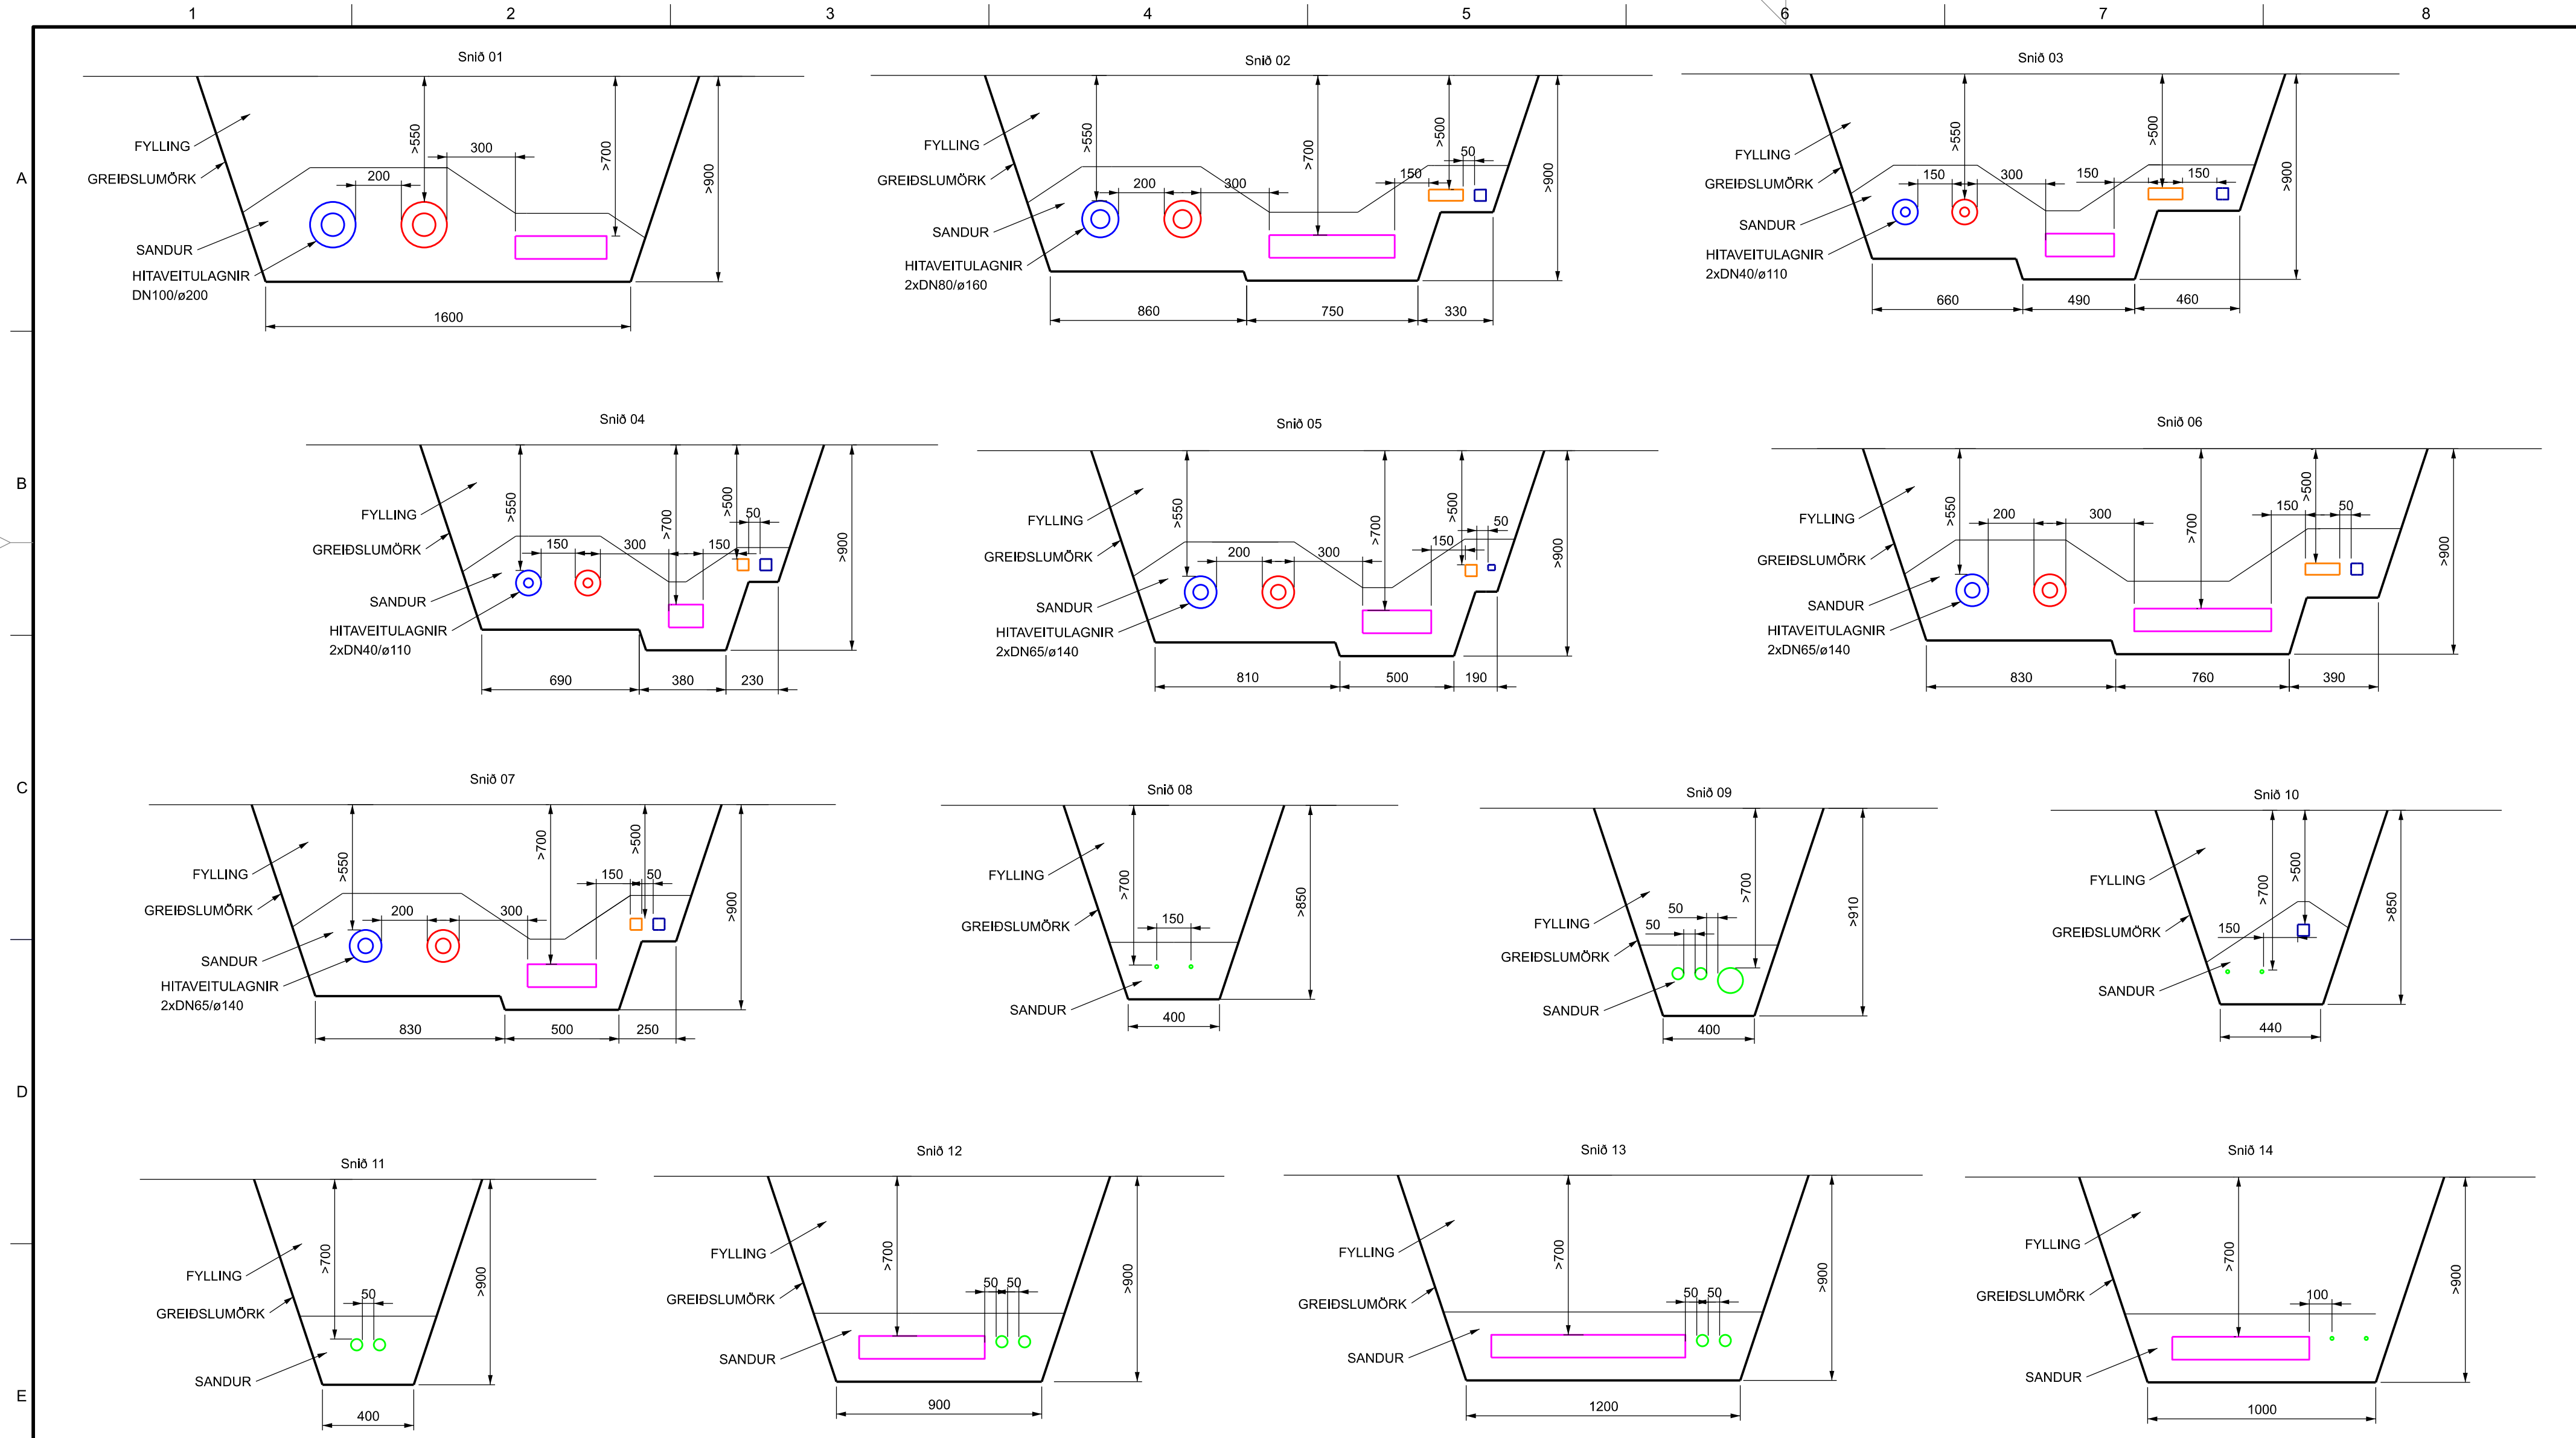 1 2 3 4 5 6 7 8
A
B
C
D
E
Snið 01
FYLLING
GREIÐSLUMÖRK
SANDUR
HITAVEITULAGNIR
DN100/ø200
200
>550
300
>700
>900
1600
Snið 02
FYLLING
GREIÐSLUMÖRK
SANDUR
HITAVEITULAGNIR
2xDN80/ø160
>550
200
300
>700
150
>500
50
>900
860
750
330
Snið 03
FYLLING
GREIÐSLUMÖRK
SANDUR
HITAVEITULAGNIR
2xDN40/ø110
150
>550
300
150
>500
150
>900
660
490
460
Snið 04
FYLLING
GREIÐSLUMÖRK
SANDUR
HITAVEITULAGNIR
2xDN40/ø110
>550
150
300
>700
150
>500
50
>900
690
380
230
Snið 05
FYLLING
GREIÐSLUMÖRK
SANDUR
HITAVEITULAGNIR
2xDN65/ø140
>550
200
300
>700
150
>500
50
>900
810
500
190
Snið 06
FYLLING
GREIÐSLUMÖRK
SANDUR
HITAVEITULAGNIR
2xDN65/ø140
>550
200
300
>700
150
>500
50
>900
830
760
390
Snið 07
FYLLING
GREIÐSLUMÖRK
SANDUR
HITAVEITULAGNIR
2xDN65/ø140
>550
200
300
>700
150
>500
50
>900
830
500
250
Snið 08
FYLLING
GREIÐSLUMÖRK
SANDUR
>700
150
>850
400
Snið 09
FYLLING
GREIÐSLUMÖRK
SANDUR
50
50
>700
>910
400
Snið 10
FYLLING
GREIÐSLUMÖRK
SANDUR
150
>700
>500
>850
440
Snið 11
FYLLING
GREIÐSLUMÖRK
SANDUR
>700
50
>900
400
Snið 12
FYLLING
GREIÐSLUMÖRK
SANDUR
>700
50 50
>900
900
Snið 13
FYLLING
GREIÐSLUMÖRK
SANDUR
>700
50 50
>900
1200
Snið 14
FYLLING
GREIÐSLUMÖRK
SANDUR
>700
100
>900
1000